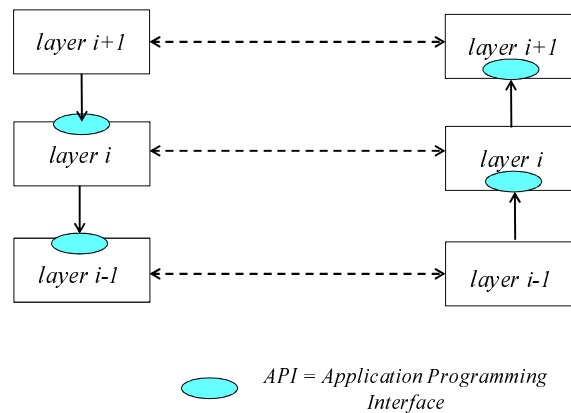 layer i+1
layer i+1
layer i
layer i
layer i-1
layer i-1
API = Application Programming
Interface